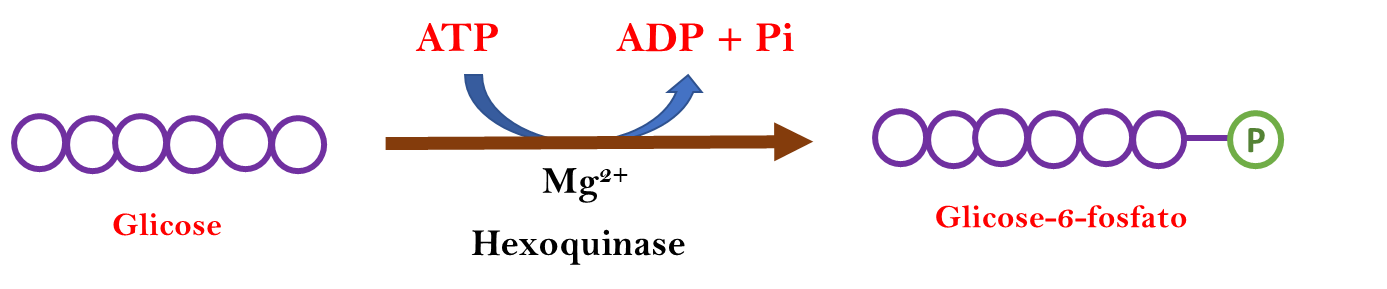 ATP
ADP + Pi
P
Mg²⁺
Glicose
Glicose-6-fosfato
Hexoquinase